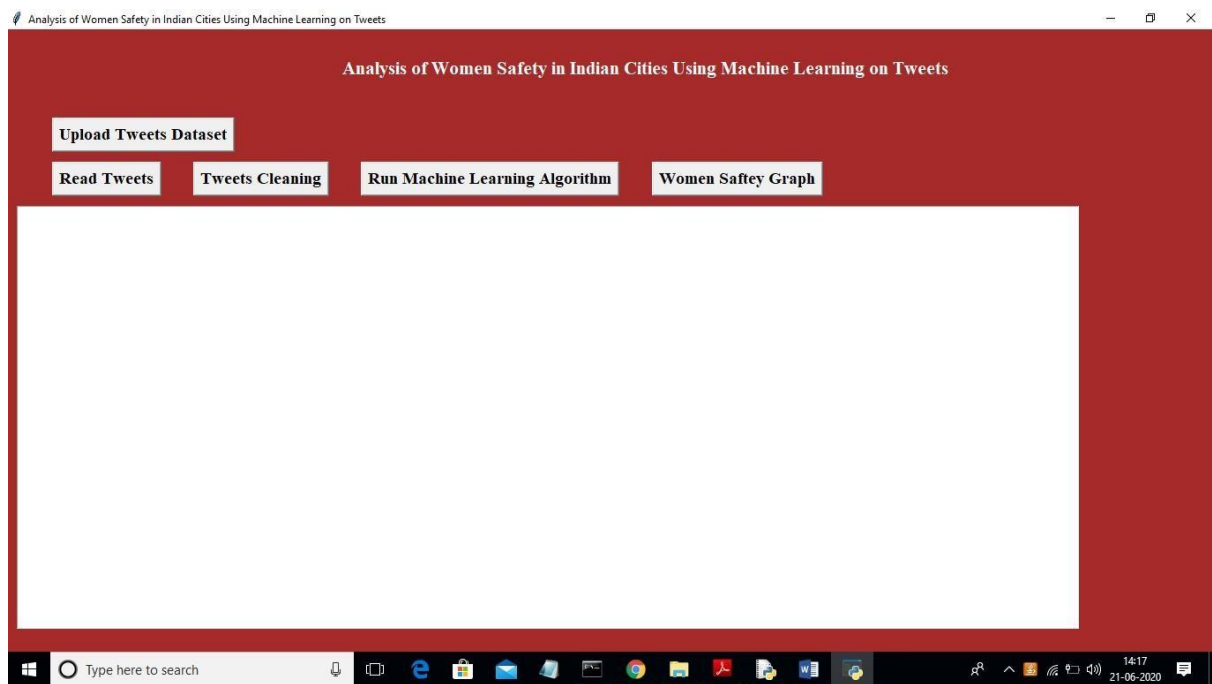 Analysis of Women Safety in Indian Cities Using Machine Learning on Tweets
Analysis of Women Safety in Indian Cities Using Machine Learning on Tweets
Upload Tweets Dataset
Read Tweets Tweets Cleaning Run Machine Learning Algorithm Women Saftey Graph
Type here to search
14:17
21-06-2020